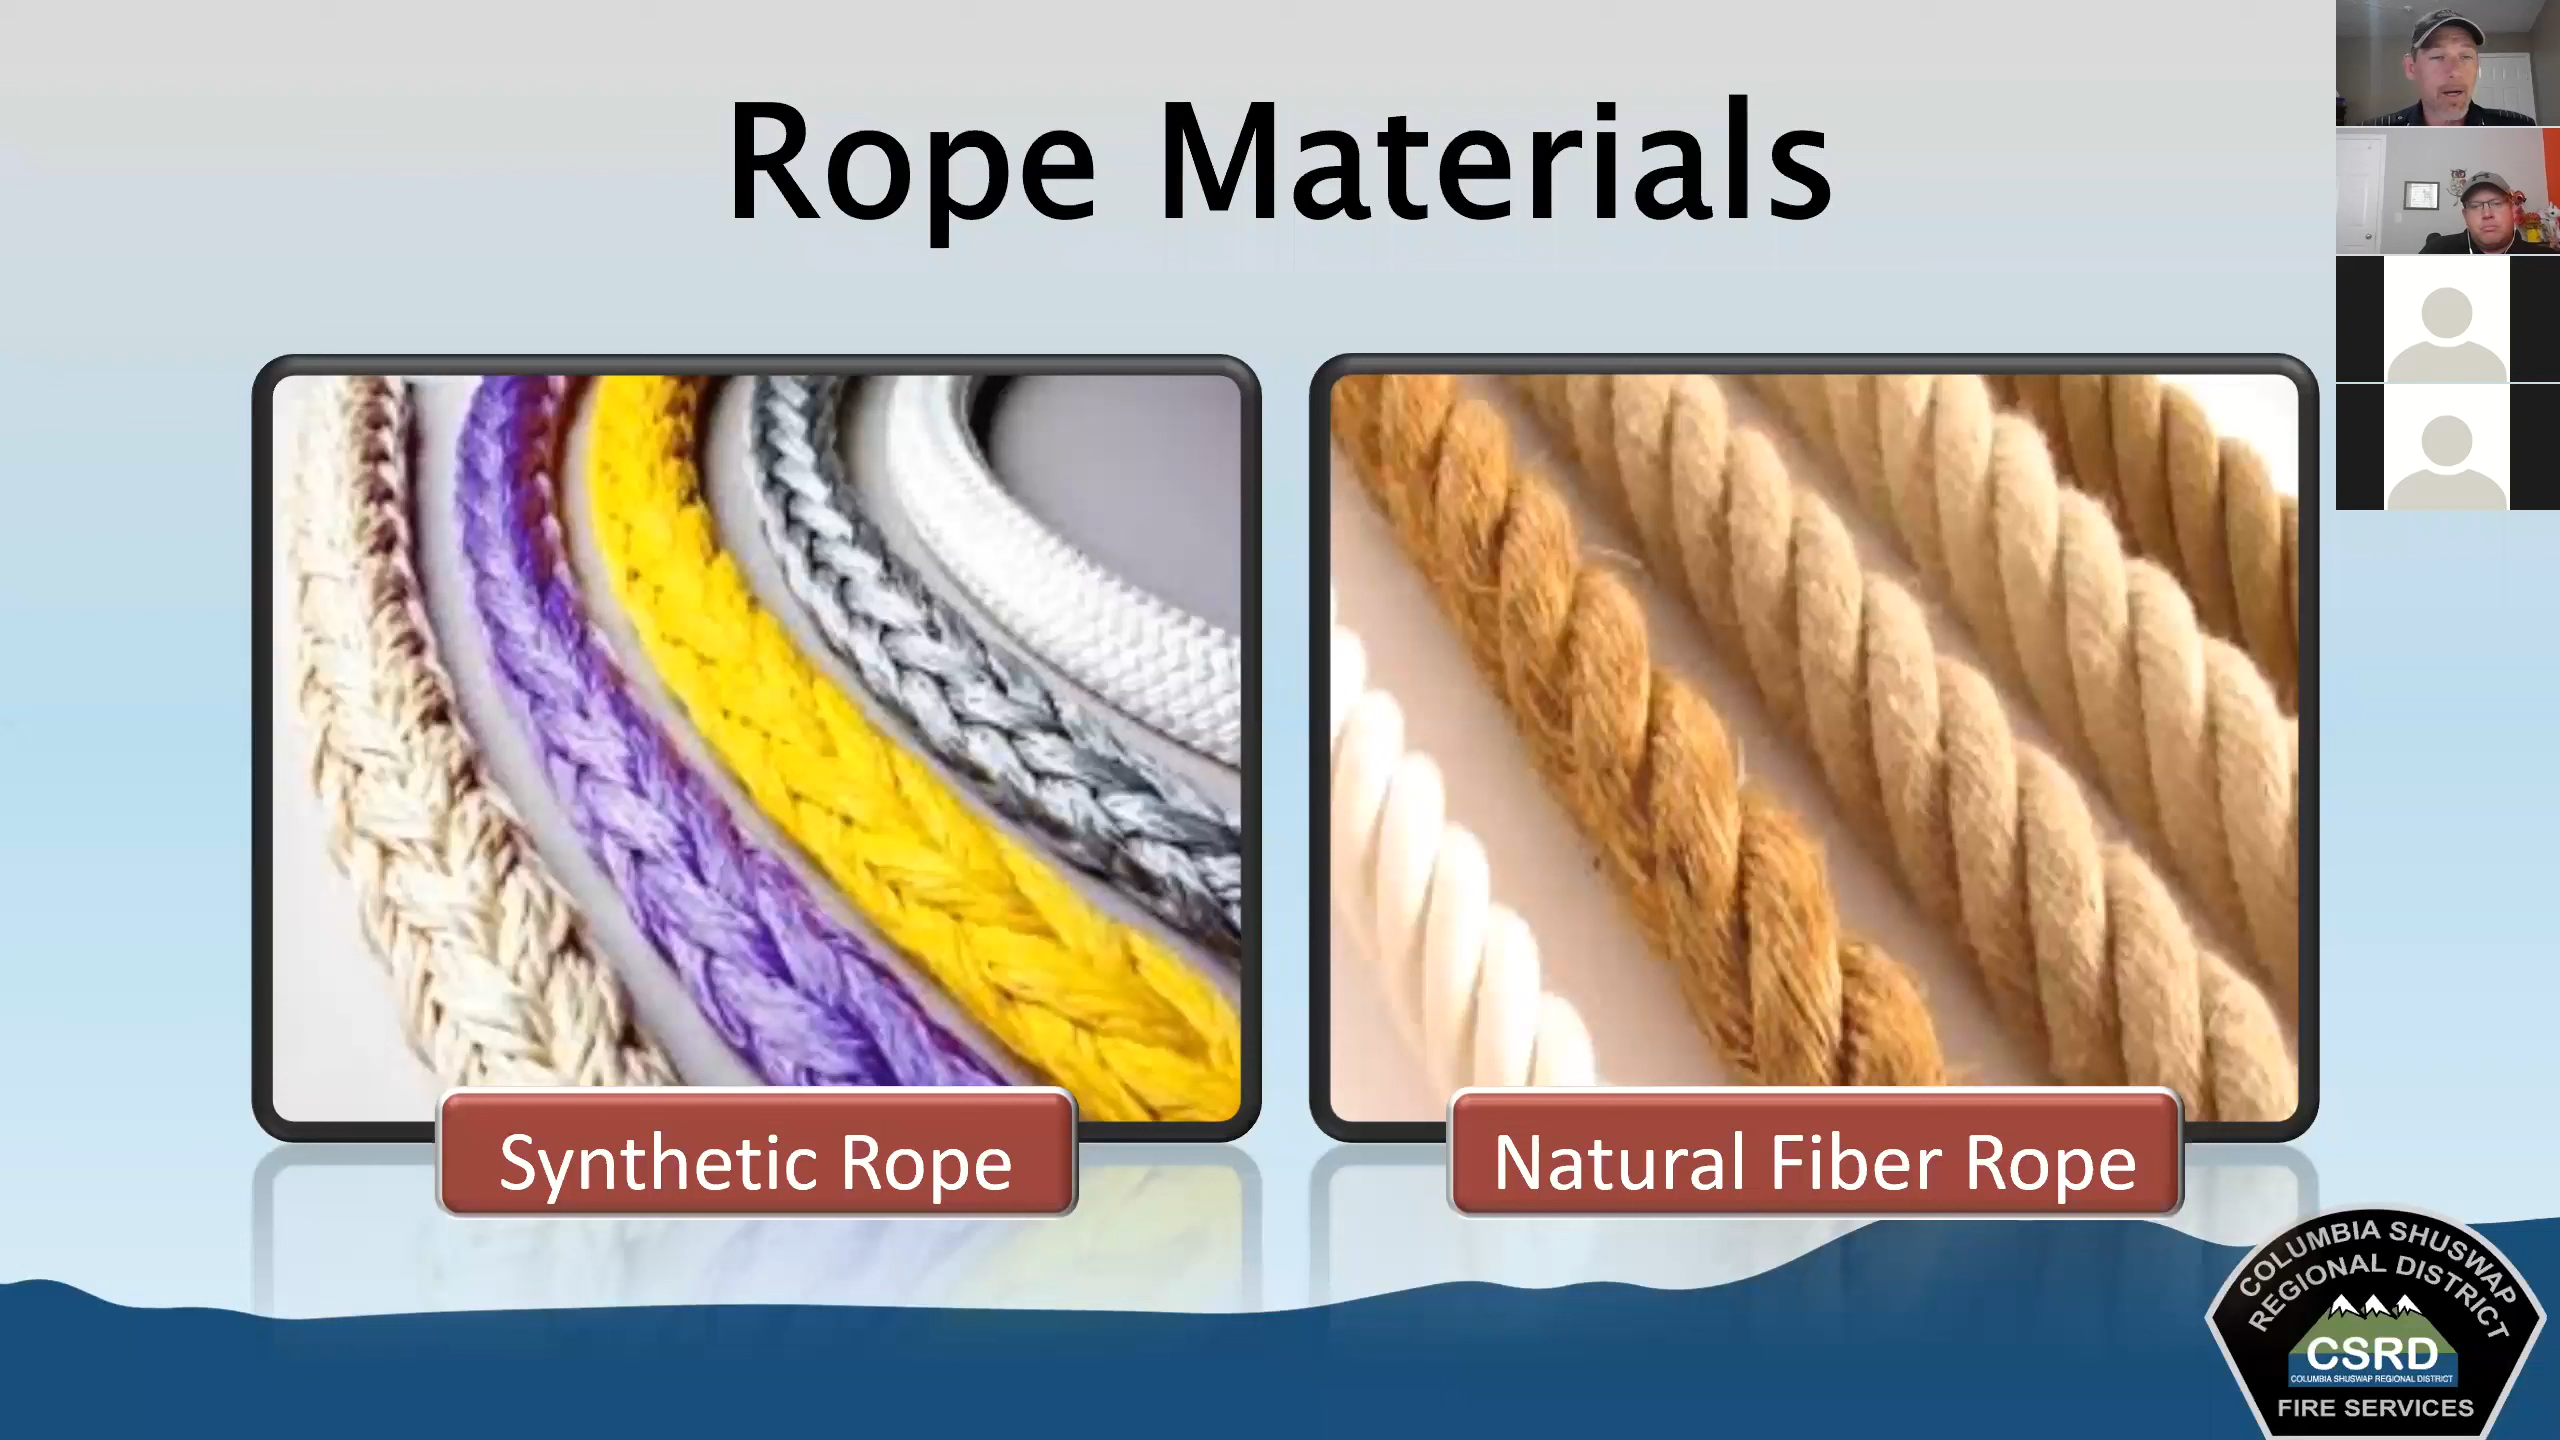 Rope Materials
Synthetic Rope
Natural Fiber Rope
COLUMBIA SHUSWAP
REGIONAL DISTRICT
CSRD
COLUMBIA SHUSWAP REGIONAL DISTRICT
FIRE SERVICES